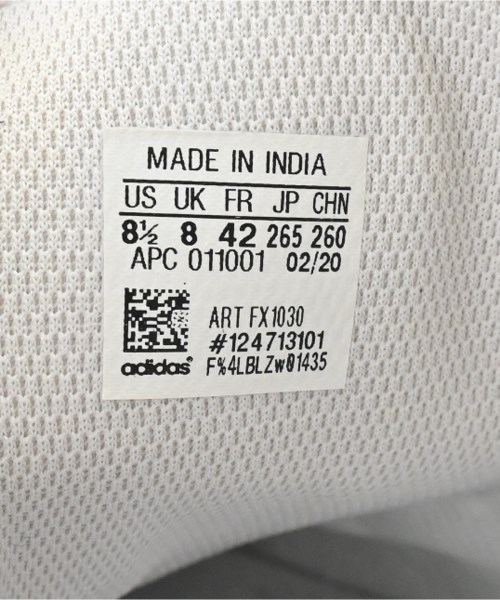 MADE IN INDIA
US UK FR JP CHN
8½ 8 42 265 260
APC 011001 02/20
ART FX1030
#124713101
adidas® F%4LBLZw01435